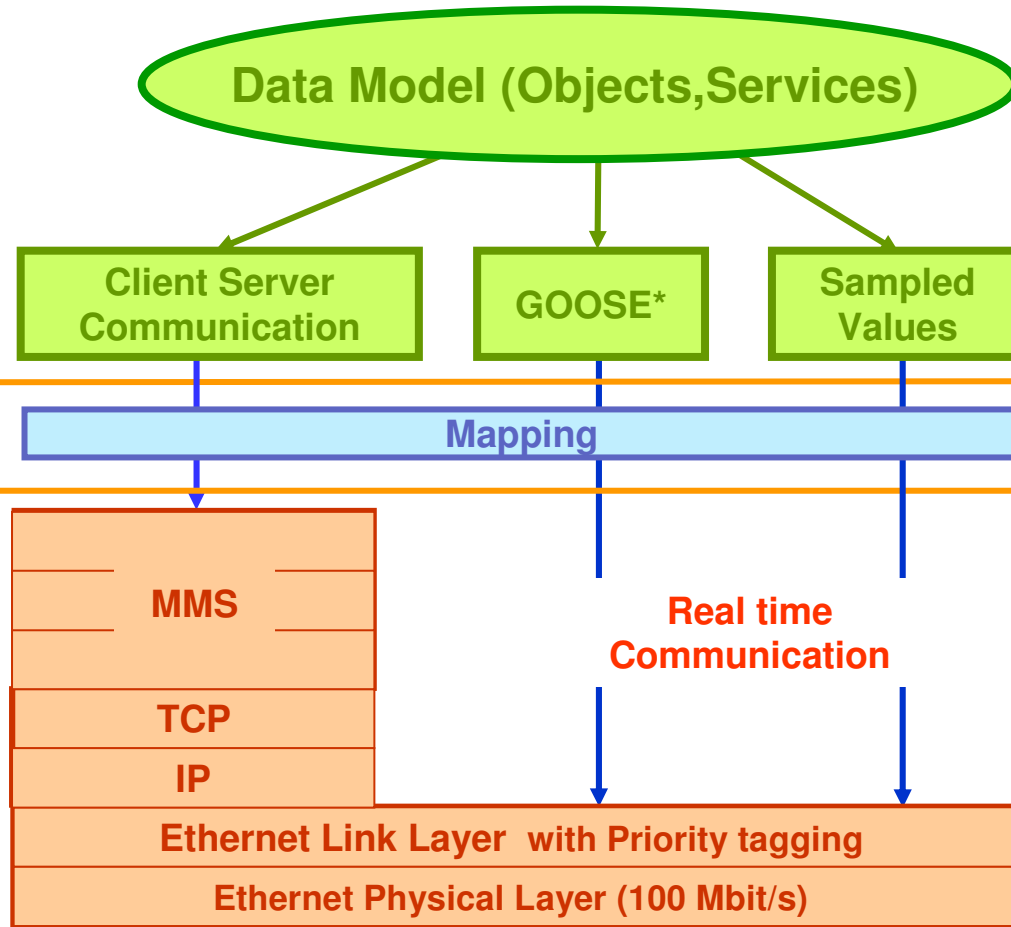 Data Model (Objects,Services)
Client Server
Communication
GOOSE*
Sampled
Values
Mapping
MMS
Real time
Communication
TCP
IP
Ethernet Link Layer with Priority tagging
Ethernet Physical Layer (100 Mbit/s)